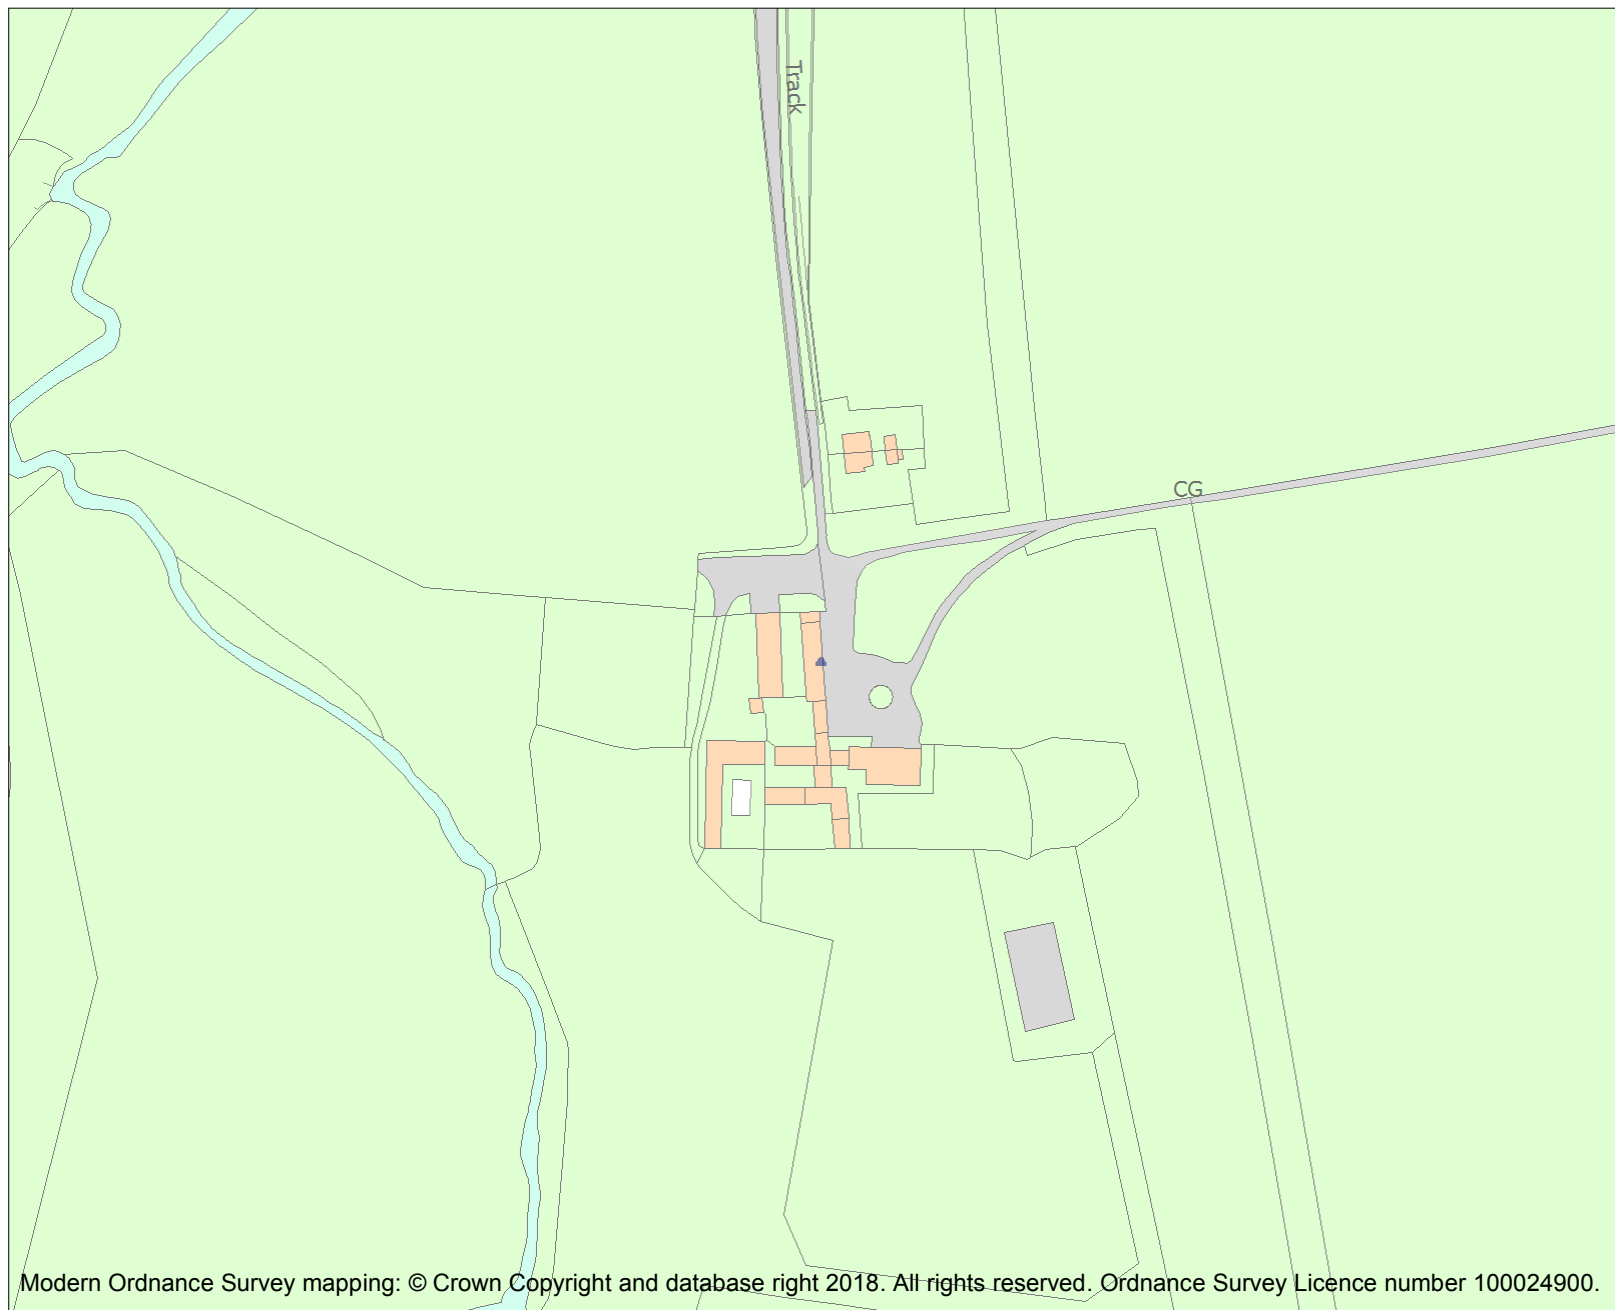 Track
CG
Modern Ordnance Survey mapping: © Crown Copyright and database right 2018. All rights reserved. Ordnance Survey Licence number 100024900.